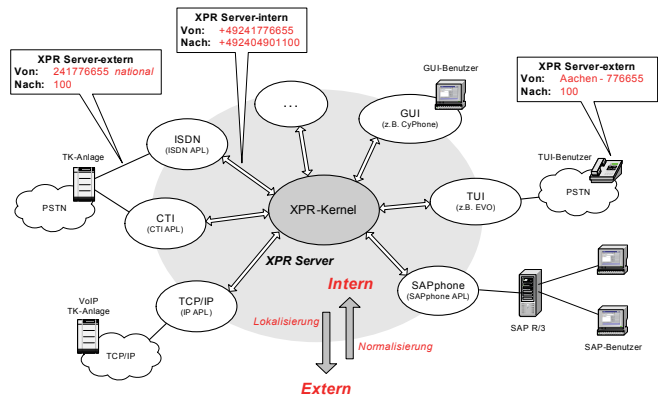 XPR Server-intern
Von: +49241776655
Nach: +492404901100
XPR Server-extern
Von: 241776655 national
Nach: 100
XPR Server-extern
Von: Aachen - 776655
Nach: 100
GUI-Benutzer
...
GUI
(z.B. CyPhone)
ISDN
(ISDN APL)
TK-Anlage
TUI-Benutzer
PSTN
CTI
(CTI APL)
XPR-Kernel
TUI
(z.B. EVO)
PSTN
XPR Server
Intern
TCP/IP
(IP APL)
SAPphone
(SAPphone APL)
VoIP
TK-Anlage
TCP/IP
Lokalisierung
Normalisierung
SAP R/3
SAP-Benutzer
Extern